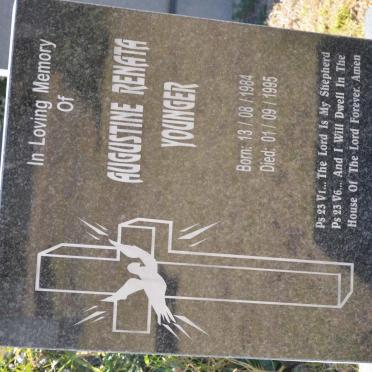 In Loving Memory
Of
AUGUSTINE RENATA
YOUNGER
Born: 13 / 08 / 1984
Died: 01 / 09 / 1995
Ps 23 V1... The Lord Is My Shepherd
Ps 23 V6... And I Will Dwell In The
House Of The Lord Forever. Amen